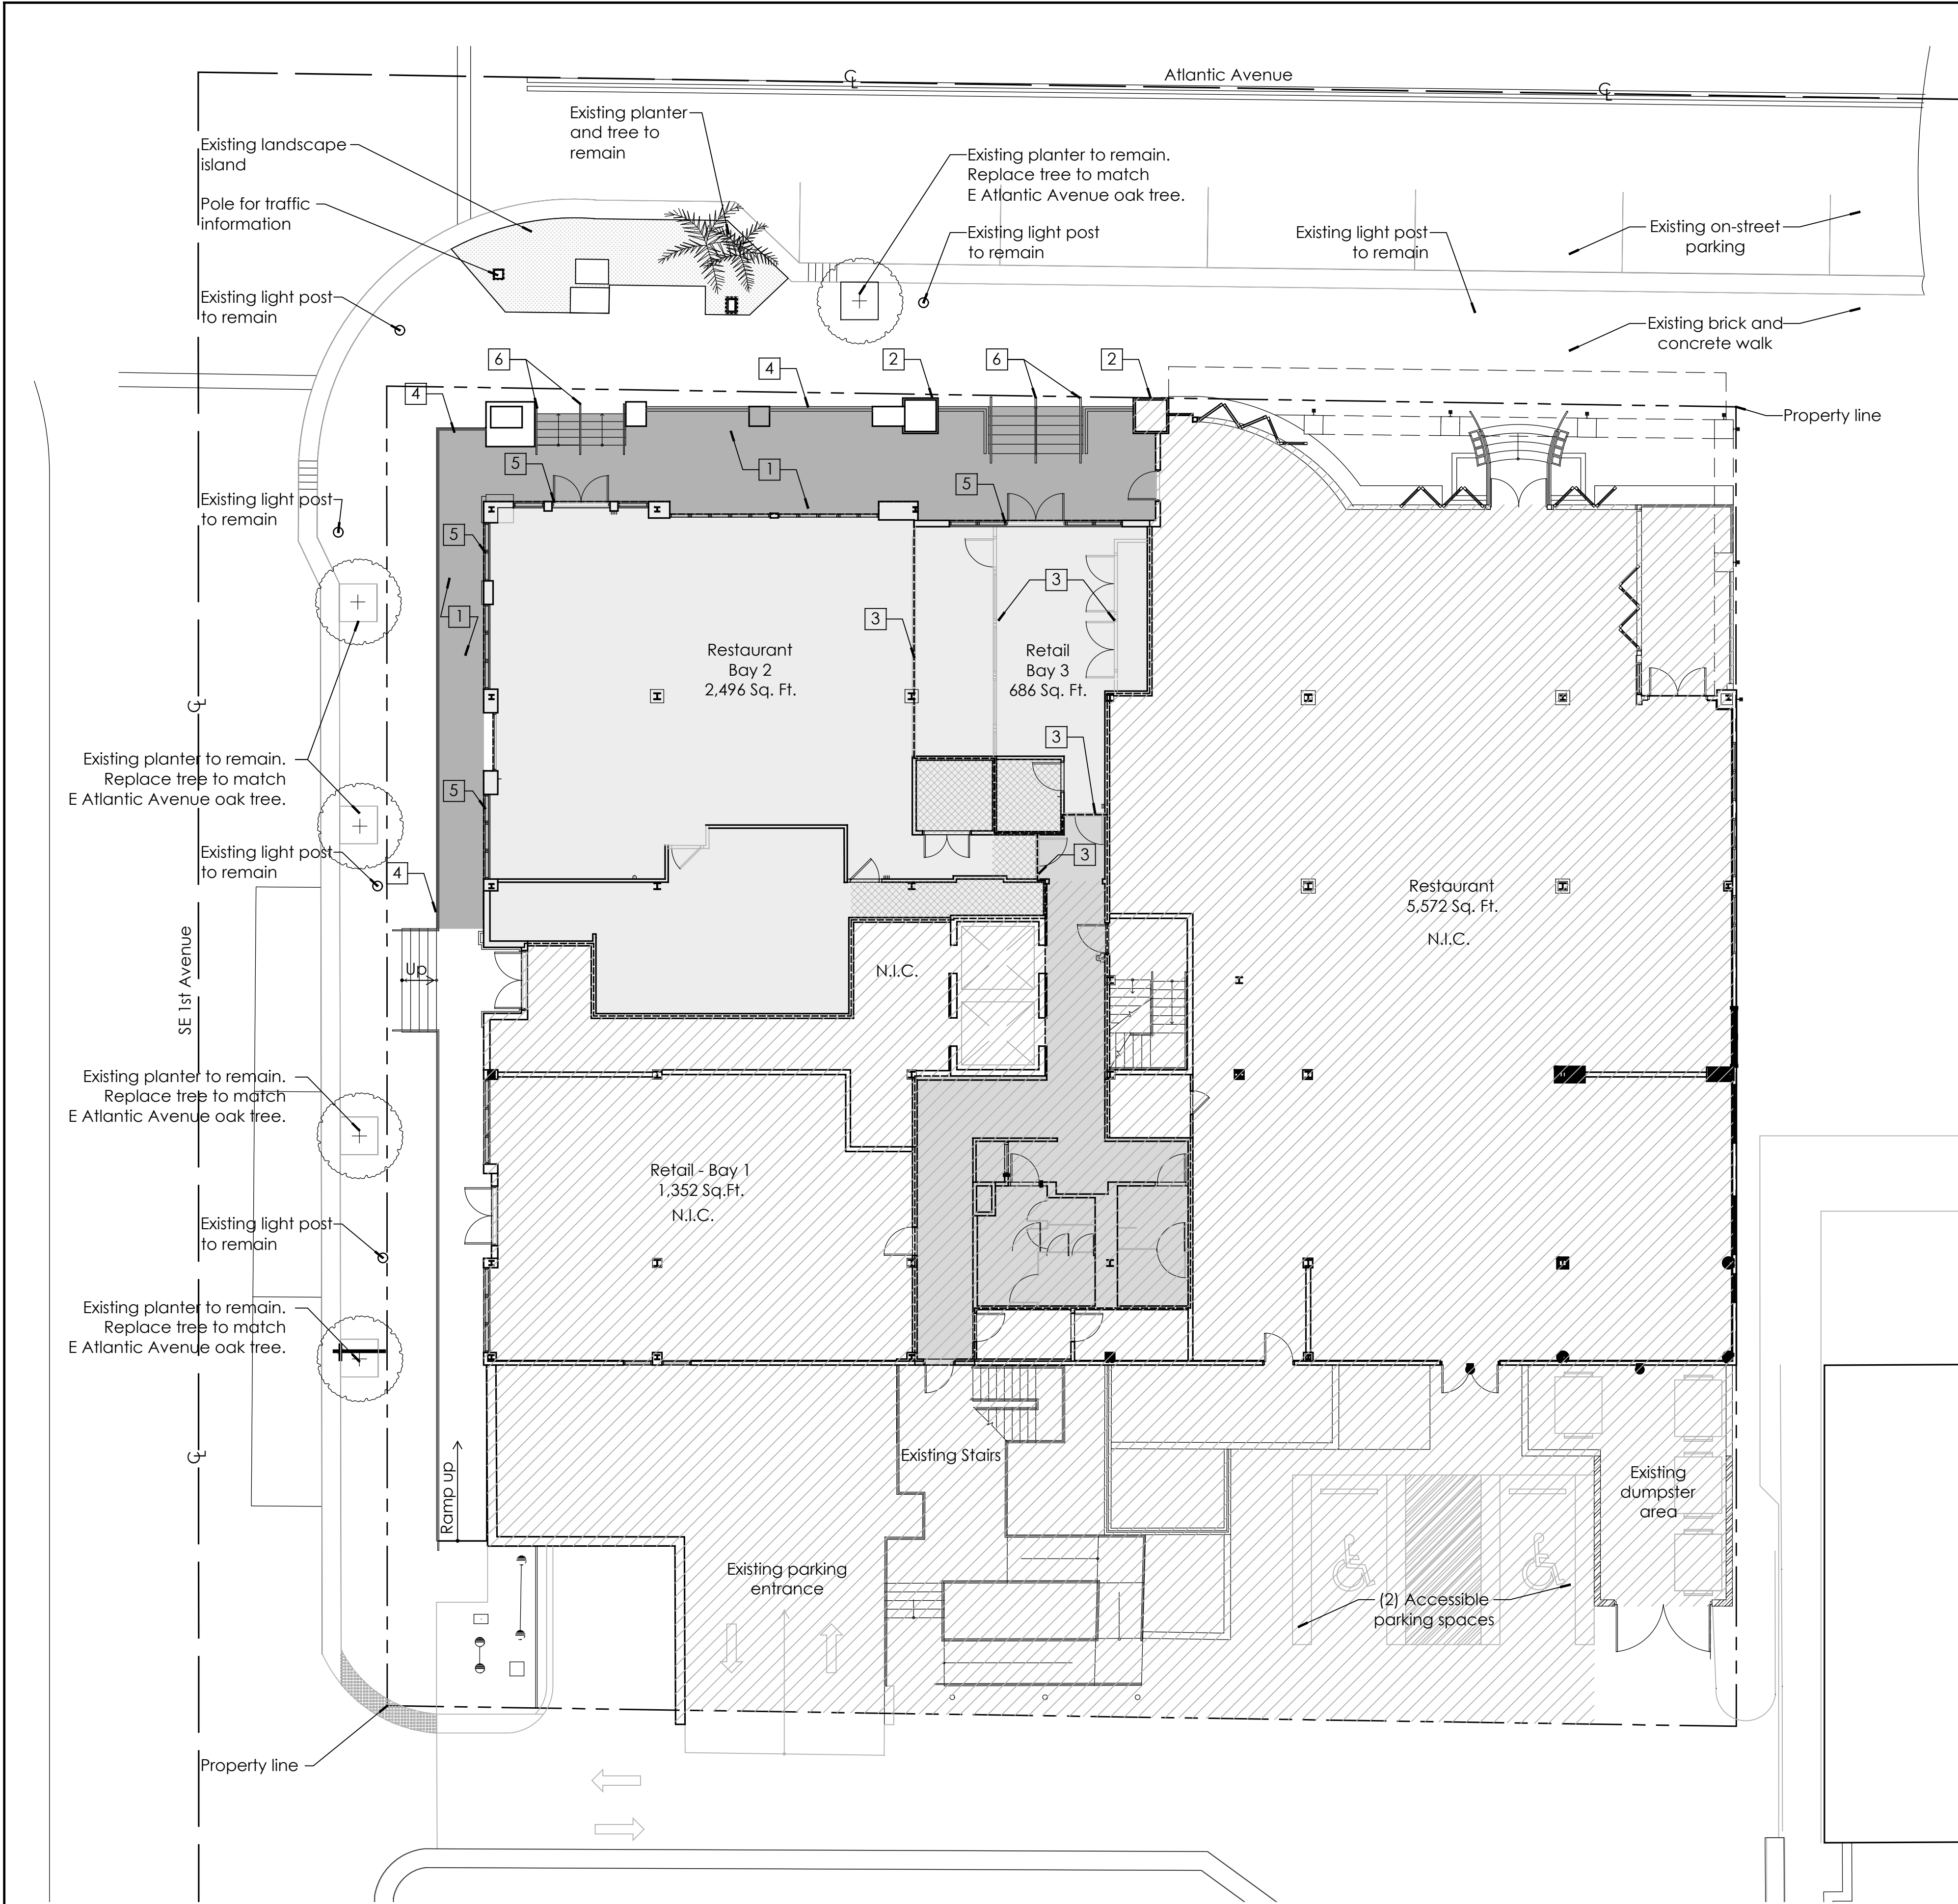 Atlantic Avenue
Existing planter
and tree to
remain
Existing landscape
island
Existing planter to remain.
Replace tree to match
E Atlantic Avenue oak tree.
Pole for traffic
information
Existing light post
to remain
Existing light post
to remain
Existing on-street
parking
Existing light post
to remain
Existing brick and
concrete walk
6
4
2
6
2
4
Property line
5
1
5
Existing light post
to remain
5
3
1
3
Restaurant
Bay 2
2,496 Sq. Ft.
Retail
Bay 3
686 Sq. Ft.
3
Existing planter to remain.
Replace tree to match
E Atlantic Avenue oak tree.
5
Existing light post
to remain
4
3
Restaurant
5,572 Sq. Ft.
N.I.C.
SE 1st Avenue
Up
N.I.C.
Existing planter to remain.
Replace tree to match
E Atlantic Avenue oak tree.
Retail - Bay 1
1,352 Sq.Ft.
N.I.C.
Existing light post
to remain
Existing planter to remain.
Replace tree to match
E Atlantic Avenue oak tree.
Ramp up
Existing Stairs
Existing
dumpster
area
Existing parking
entrance
(2) Accessible
parking spaces
Property line